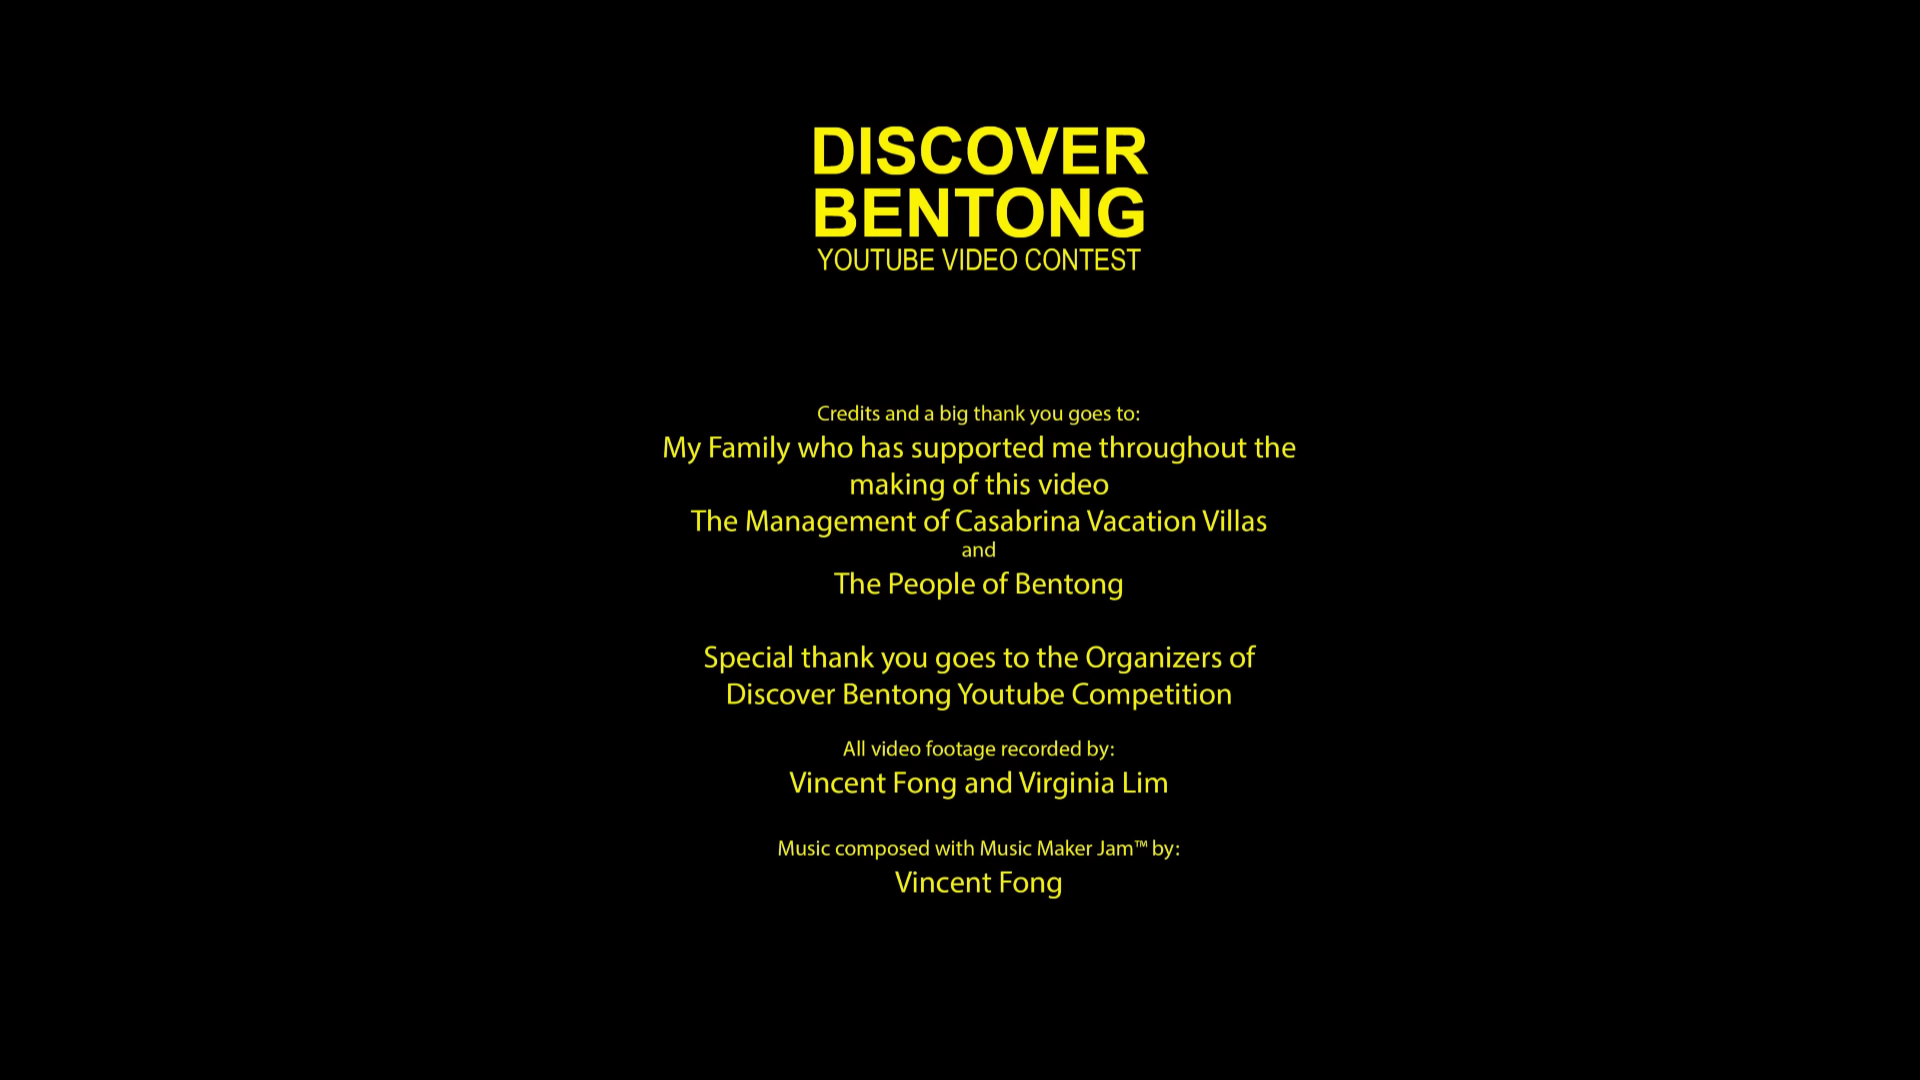 DISCOVER
BENTONG
YOUTUBE VIDEO CONTEST
Credits and a big thank you goes to:
My Family who has supported me throughout the
making of this video
The Management of Casabrina Vacation Villas
and
The People of Bentong
Special thank you goes to the Organizers of
Discover Bentong Youtube Competition
All video footage recorded by:
Vincent Fong and Virginia Lim
Music composed with Music Maker Jam™ by:
Vincent Fong